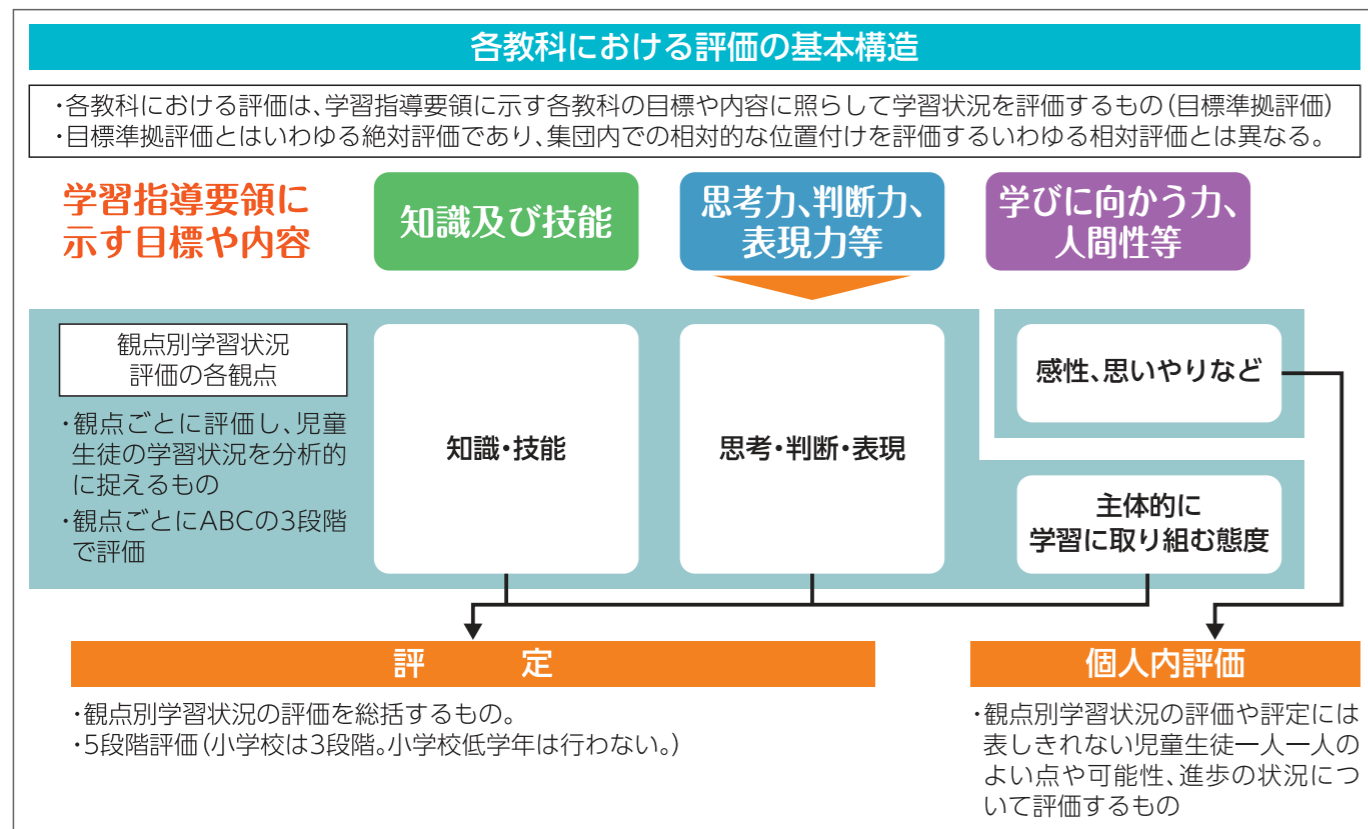 各教科における評価の基本構造
・各教科における評価は、学習指導要領に示す各教科の目標や内容に照らして学習状況を評価するもの(目標準拠評価)
・目標準拠評価とはいわゆる絶対評価であり、集団内での相対的な位置付けを評価するいわゆる相対評価とは異なる。
学習指導要領に
示す目標や内容
知識及び技能
思考力、判断力、
表現力等
学びに向かう力、
人間性等
観点別学習状況
評価の各観点
・観点ごとに評価し、児童
生徒の学習状況を分析的
に捉えるもの
・観点ごとにABCの3段階
で評価
知識・技能
思考・判断・表現
感性、思いやりなど
主体的に
学習に取り組む態度
評 定
・観点別学習状況の評価を総括するもの。
・5段階評価(小学校は3段階。小学校低学年は行わない。)
個人内評価
・観点別学習状況の評価や評定には
表しきれない児童生徒一人一人の
よい点や可能性、進歩の状況につ
いて評価するもの